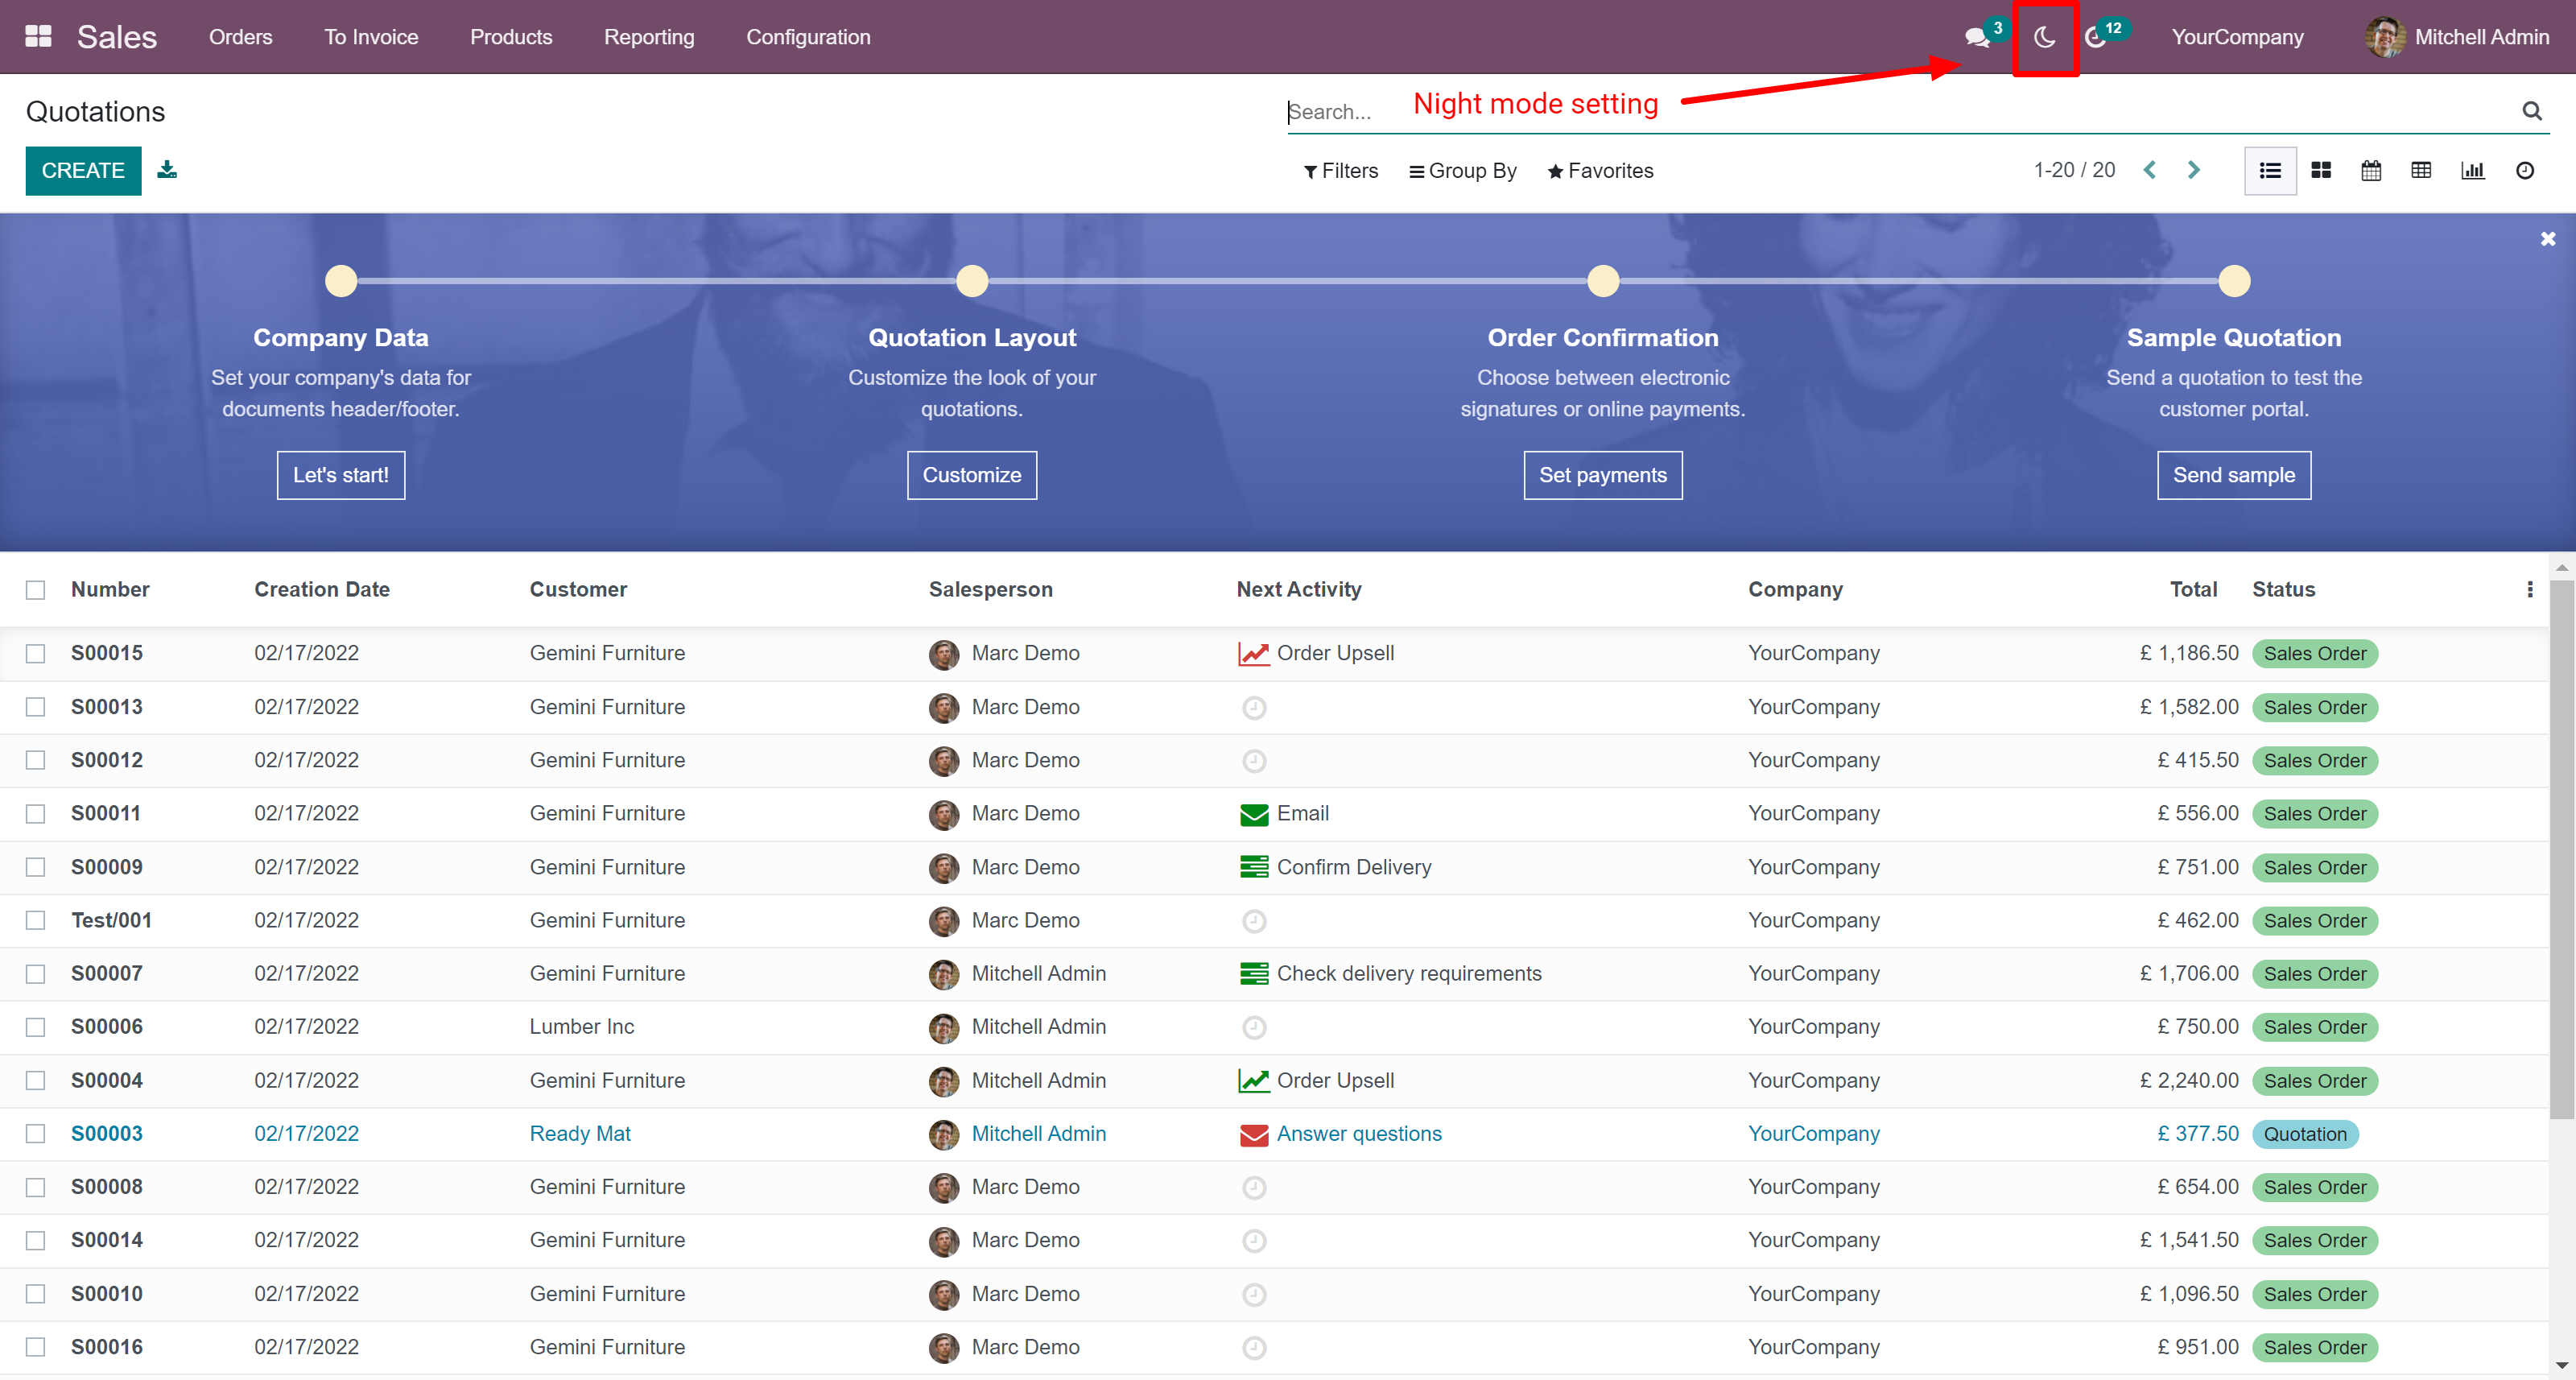 Sales Orders To Invoice Products Reporting Configuration 3 12 YourCompany Mitchell Admin
Quotations Search... Night mode setting
CREATE Filters Group By Favorites 1-20 / 20
Company Data Quotation Layout Order Confirmation Sample Quotation
Set your company's data for Customize the look of your Choose between electronic Send a quotation to test the
documents header/footer. quotations. signatures or online payments. customer portal.
Let's start! Customize Set payments Send sample
Number Creation Date Customer Salesperson Next Activity Company Total Status
S00015 02/17/2022 Gemini Furniture Marc Demo Order Upsell YourCompany £ 1,186.50 Sales Order
S00013 02/17/2022 Gemini Furniture Marc Demo YourCompany £ 1,582.00 Sales Order
S00012 02/17/2022 Gemini Furniture Marc Demo YourCompany £ 415.50 Sales Order
S00011 02/17/2022 Gemini Furniture Marc Demo Email YourCompany £ 556.00 Sales Order
S00009 02/17/2022 Gemini Furniture Marc Demo Confirm Delivery YourCompany £ 751.00 Sales Order
Test/001 02/17/2022 Gemini Furniture Marc Demo YourCompany £ 462.00 Sales Order
S00007 02/17/2022 Gemini Furniture Mitchell Admin Check delivery requirements YourCompany £ 1,706.00 Sales Order
S00006 02/17/2022 Lumber Inc Mitchell Admin YourCompany £ 750.00 Sales Order
S00004 02/17/2022 Gemini Furniture Mitchell Admin Order Upsell YourCompany £ 2,240.00 Sales Order
S00003 02/17/2022 Ready Mat Mitchell Admin Answer questions YourCompany £ 377.50 Quotation
S00008 02/17/2022 Gemini Furniture Marc Demo YourCompany £ 654.00 Sales Order
S00014 02/17/2022 Gemini Furniture Marc Demo YourCompany £ 1,541.50 Sales Order
S00010 02/17/2022 Gemini Furniture Marc Demo YourCompany £ 1,096.50 Sales Order
S00016 02/17/2022 Gemini Furniture Marc Demo YourCompany £ 951.00 Sales Order